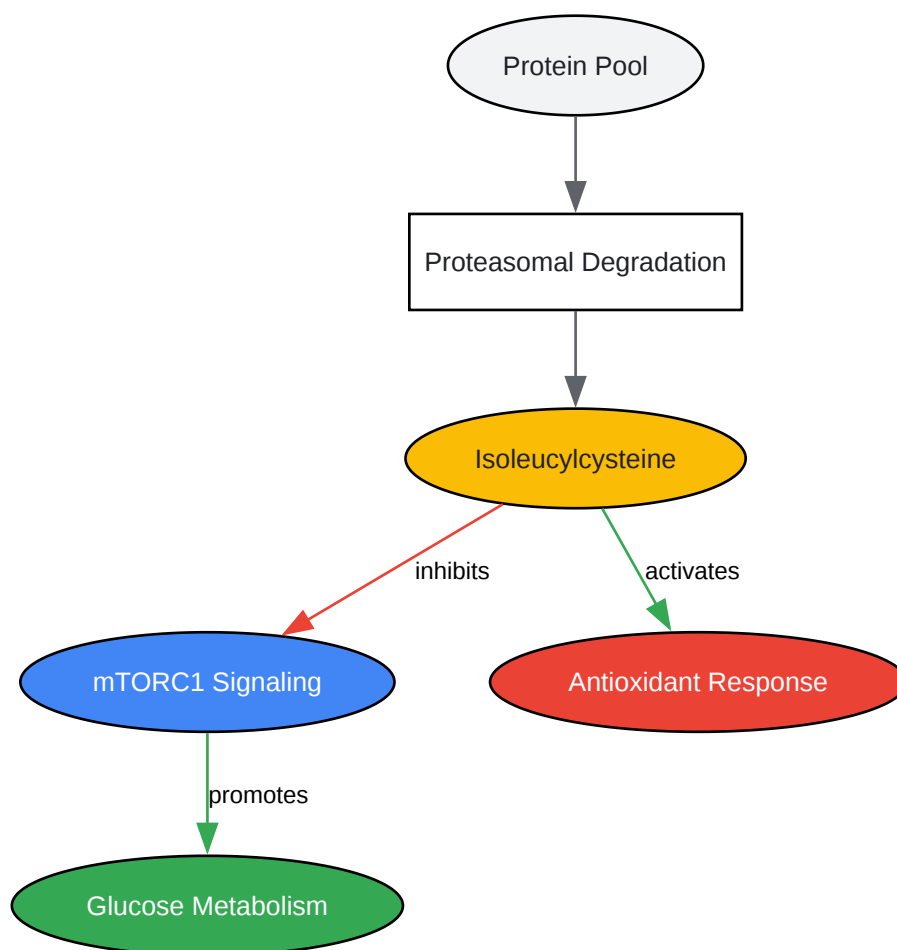 Protein Pool
Proteasomal Degradation
Isoleucylcysteine
inhibits
activates
mTORC1 Signaling
Antioxidant Response
promotes
Glucose Metabolism